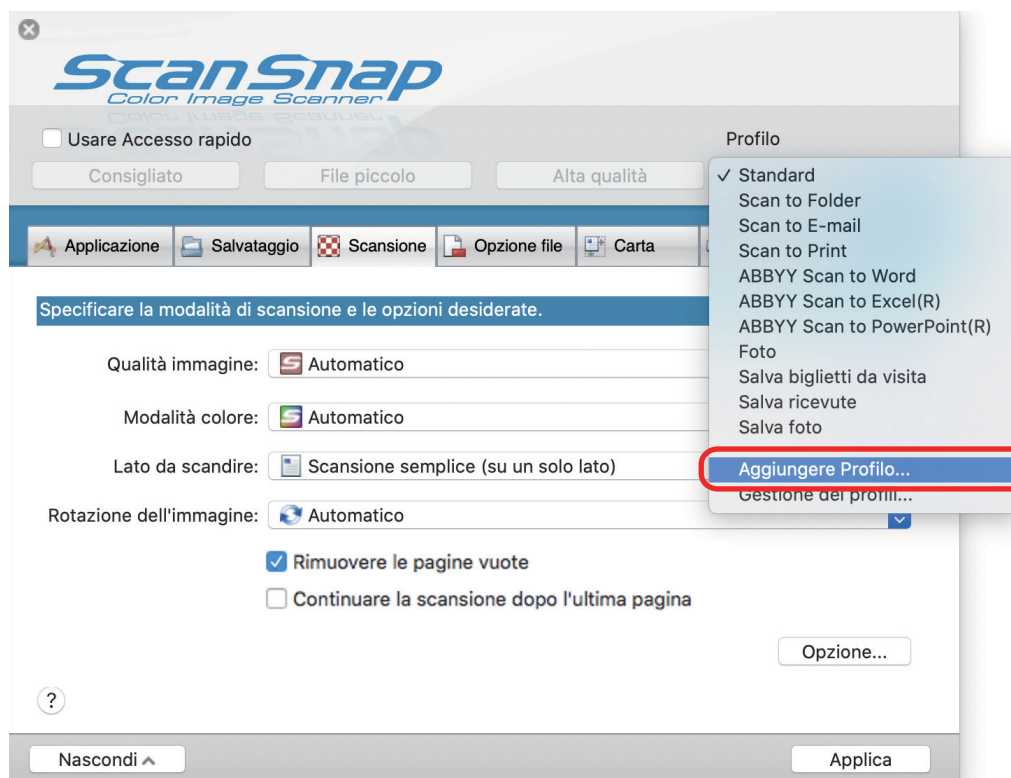 ScanSnap
Color Image Scanner
Usare Accesso rapido
Profilo
Consigliato
File piccolo
Alta qualità
✓ Standard
Scan to Folder
Scan to E-mail
Scan to Print
ABBYY Scan to Word
ABBYY Scan to Excel(R)
ABBYY Scan to PowerPoint(R)
Foto
Salva biglietti da visita
Salva ricevute
Salva foto
Aggiungere Profilo...
Gestione dei profili...
Applicazione
Salvataggio
Scansione
Opzione file
Carta
Specificare la modalità di scansione e le opzioni desiderate.
Qualità immagine: Automatico
Modalità colore: Automatico
Lato da scandire: Scansione semplice (su un solo lato)
Rotazione dell'immagine: Automatico
Rimuovere le pagine vuote
Continuare la scansione dopo l'ultima pagina
Opzione...
?
Nascondi
Applica